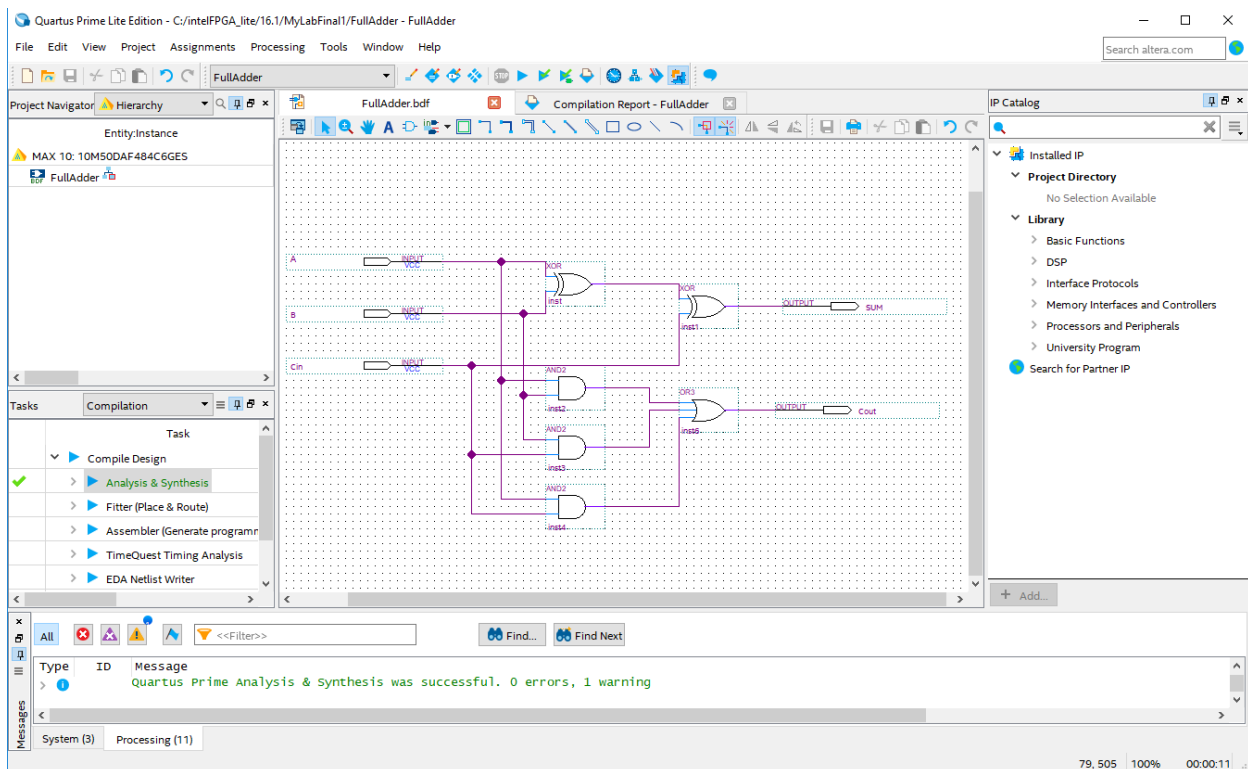 Quartus Prime Lite Edition - C:/intelFPGA_lite/16.1/MyLabFinal1/FullAdder - FullAdder
File Edit View Project Assignments Processing Tools Window Help
Search altera.com
FullAdder
Project Navigator Hierarchy
FullAdder.bdf
Compilation Report - FullAdder
IP Catalog
Entity:Instance
MAX 10: 10M50DAF484C6GES
BDF FullAdder
Installed IP
Project Directory
No Selection Available
Library
Basic Functions
DSP
Interface Protocols
Memory Interfaces and Controllers
Processors and Peripherals
University Program
Search for Partner IP
+ Add...
A INPUT VCC
B INPUT VCC
Cin INPUT VCC
XOR
inst
XOR
inst1
OUTPUT SUM
AND2
inst2
AND2
inst3
AND2
inst4
OR3
inst6
OUTPUT Cout
Tasks Compilation
Task
Compile Design
Analysis & Synthesis
Fitter (Place & Route)
Assembler (Generate programm
TimeQuest Timing Analysis
EDA Netlist Writer
All <<Filter>> Find... Find Next
Type ID Message
Quartus Prime Analysis & Synthesis was successful. 0 errors, 1 warning
Messages
System (3) Processing (11)
79, 505 100% 00:00:11